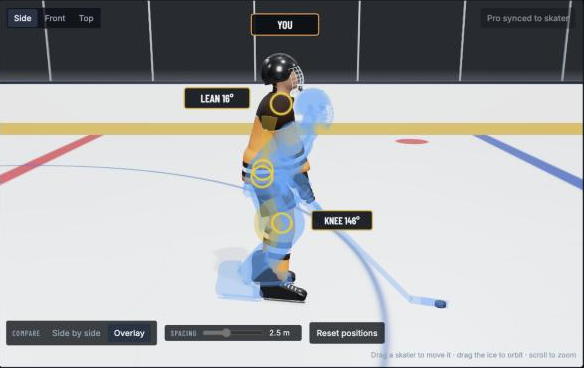 Side Front Top
YOU
Pro synced to skater
LEAN 16°
KNEE 146°
COMPARE Side by side Overlay
SPACING 2.5 m
Reset positions
Drag a skater to move it · drag the ice to orbit · scroll to zoom